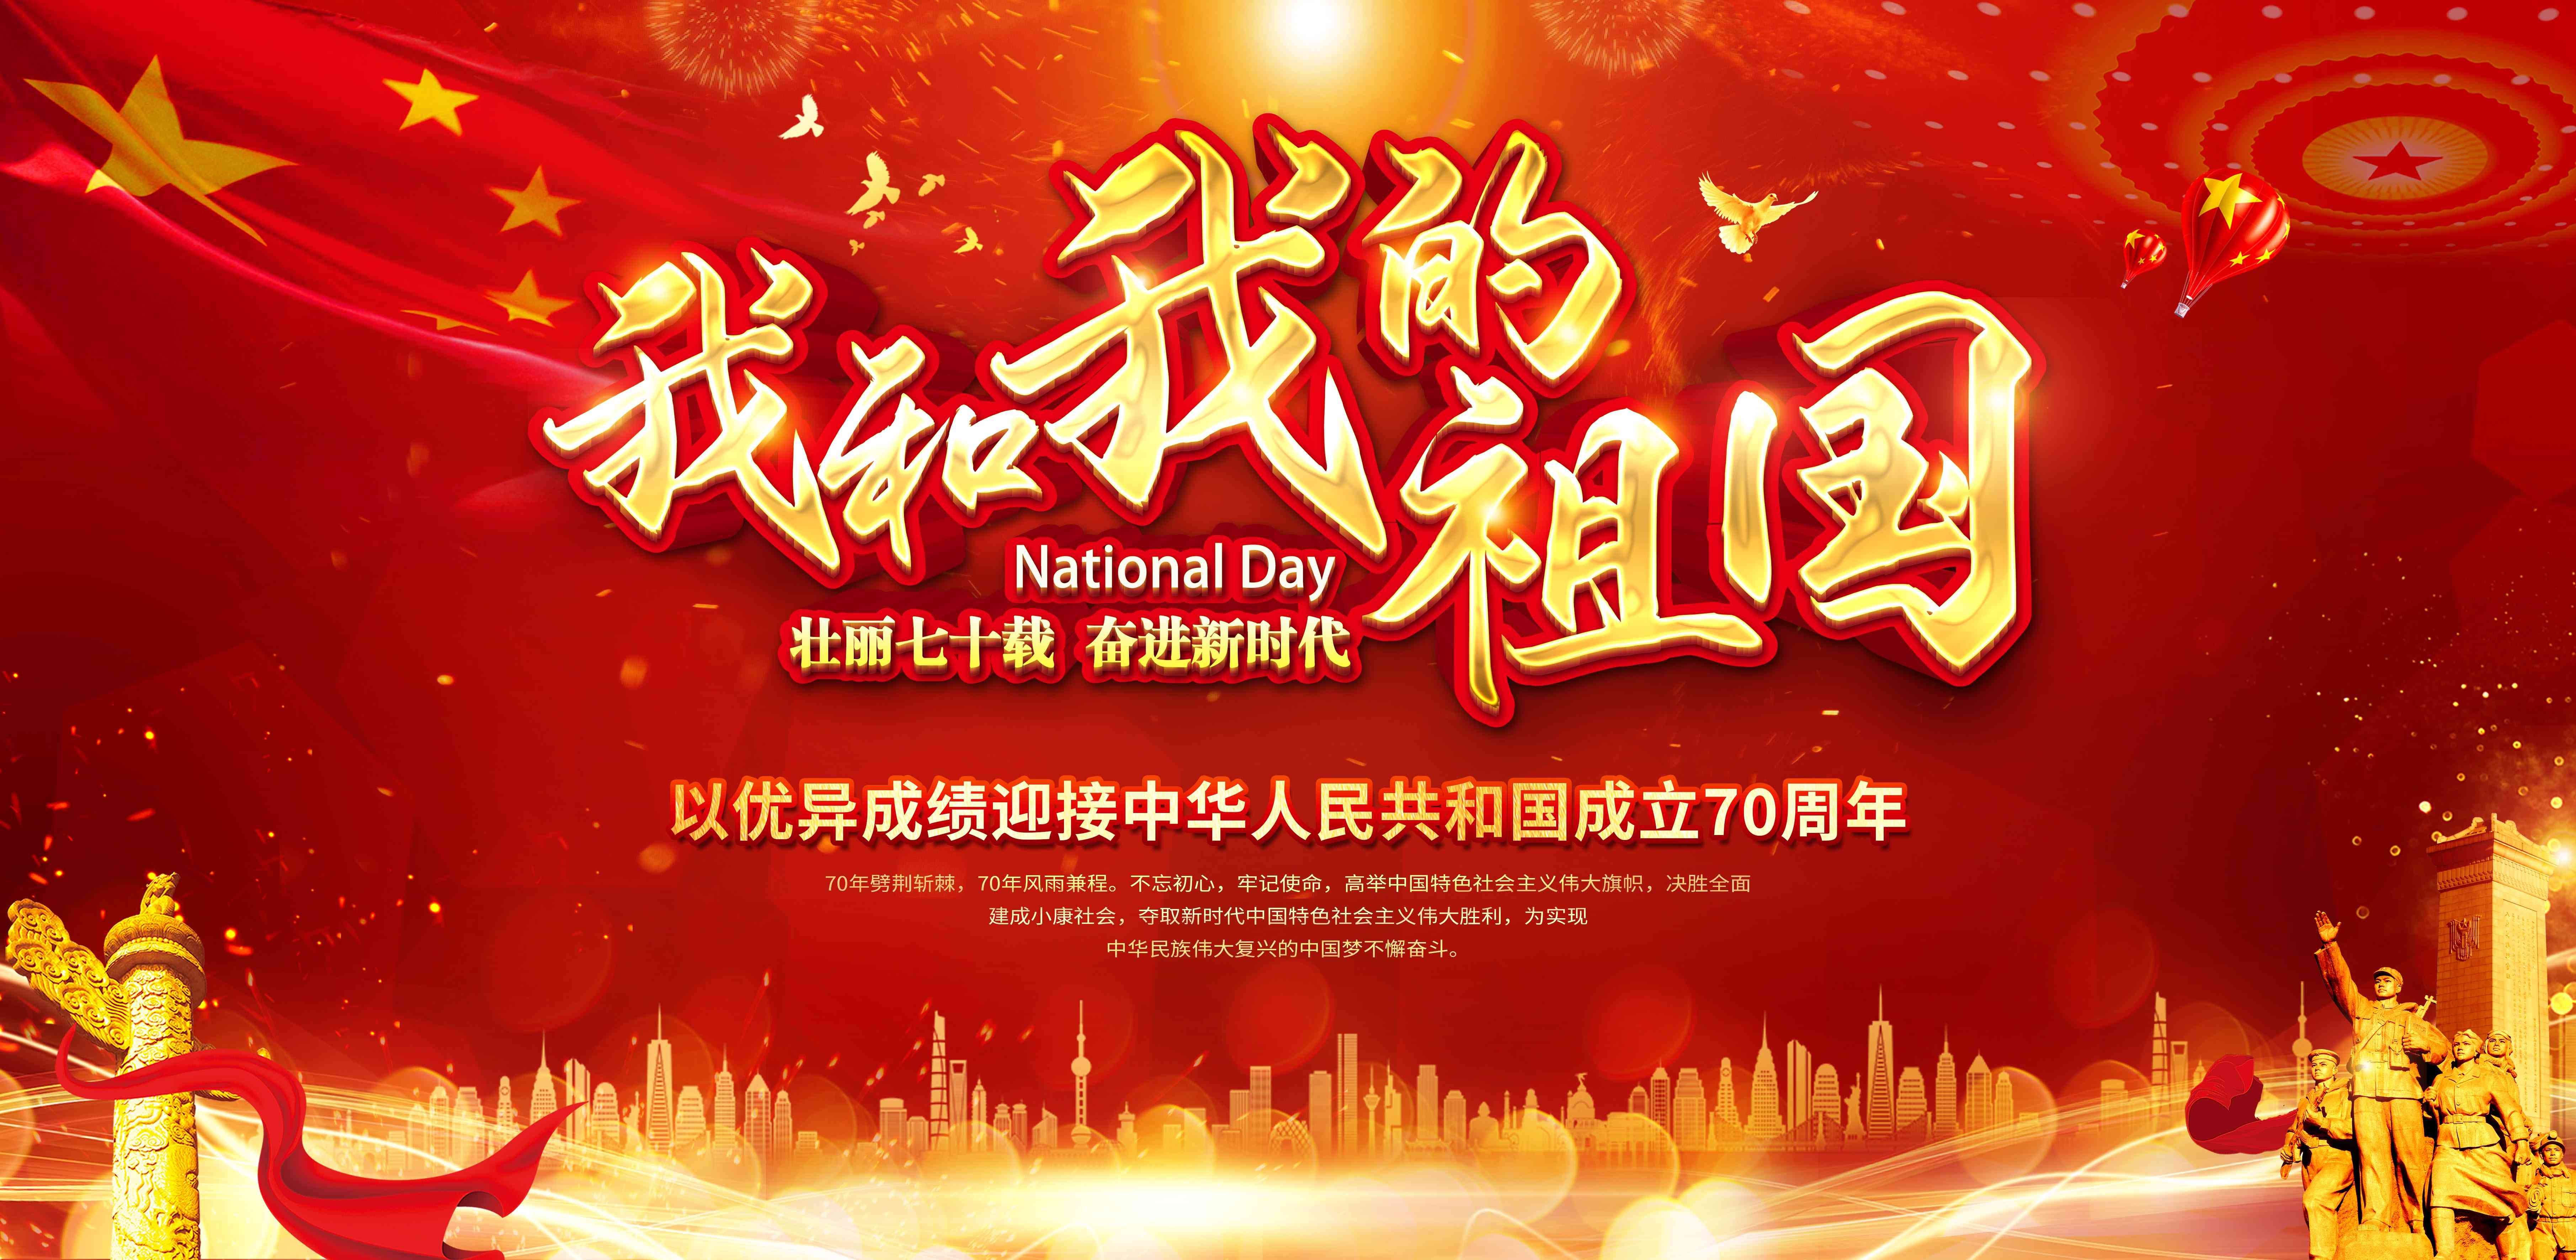 我和我的祖国
National Day
壮丽七十载 奋进新时代
以优异成绩迎接中华人民共和国成立70周年
70年劈荆斩棘，70年风雨兼程。不忘初心，牢记使命，高举中国特色社会主义伟大旗帜，决胜全面
建成小康社会，夺取新时代中国特色社会主义伟大胜利，为实现
中华民族伟大复兴的中国梦不懈奋斗。